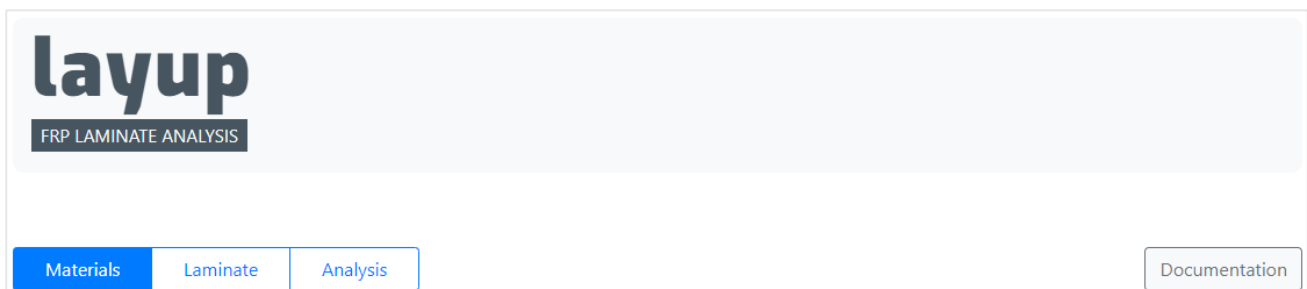 layup
FRP LAMINATE ANALYSIS
Materials Laminate Analysis Documentation